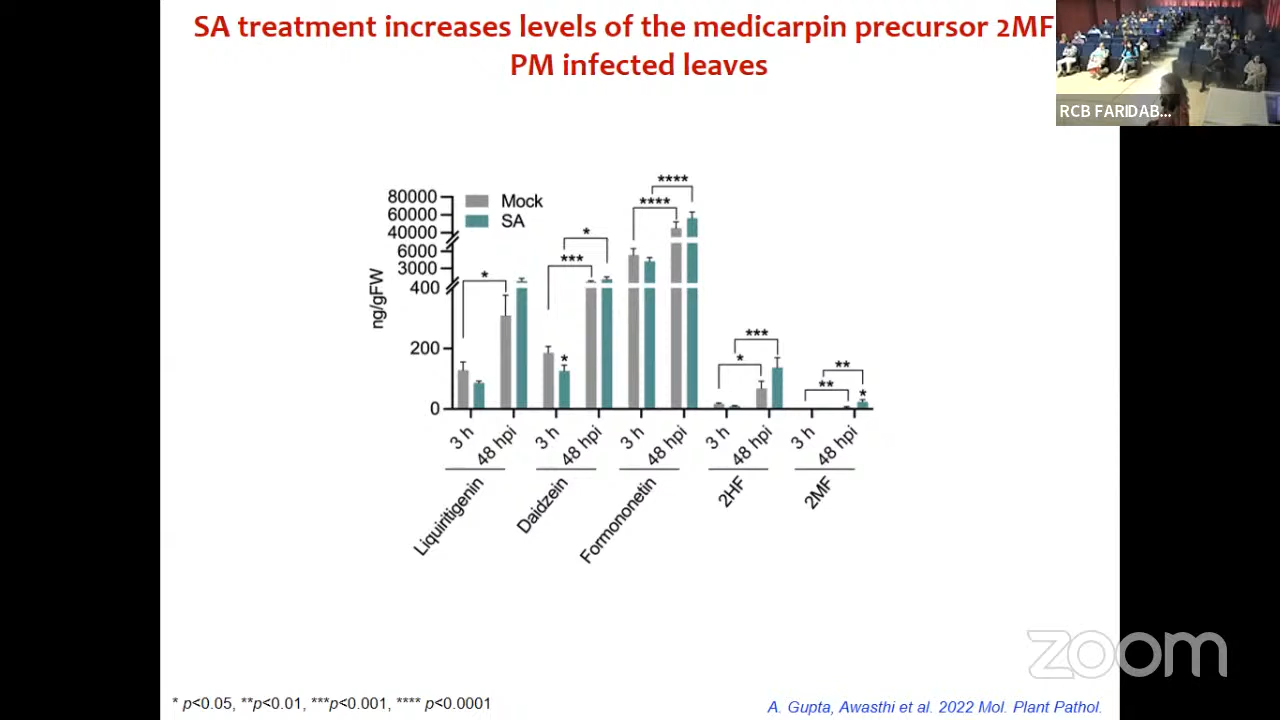 SA treatment increases levels of the medicarpin precursor 2MF
PM infected leaves
RCB FARIDAB...
80000
60000
40000
6000
3000
400
200
0
ng/gFW
Mock
SA
*
***
*
*
****
****
*
***
**
**
*
3 h
48 hpi
3 h
48 hpi
3 h
48 hpi
3 h
48 hpi
3 h
48 hpi
Liquiritigenin
Daidzein
Formononetin
2HF
2MF
zoom
* p<0.05, **p<0.01, ***p<0.001, **** p<0.0001
A. Gupta, Awasthi et al. 2022 Mol. Plant Pathol.